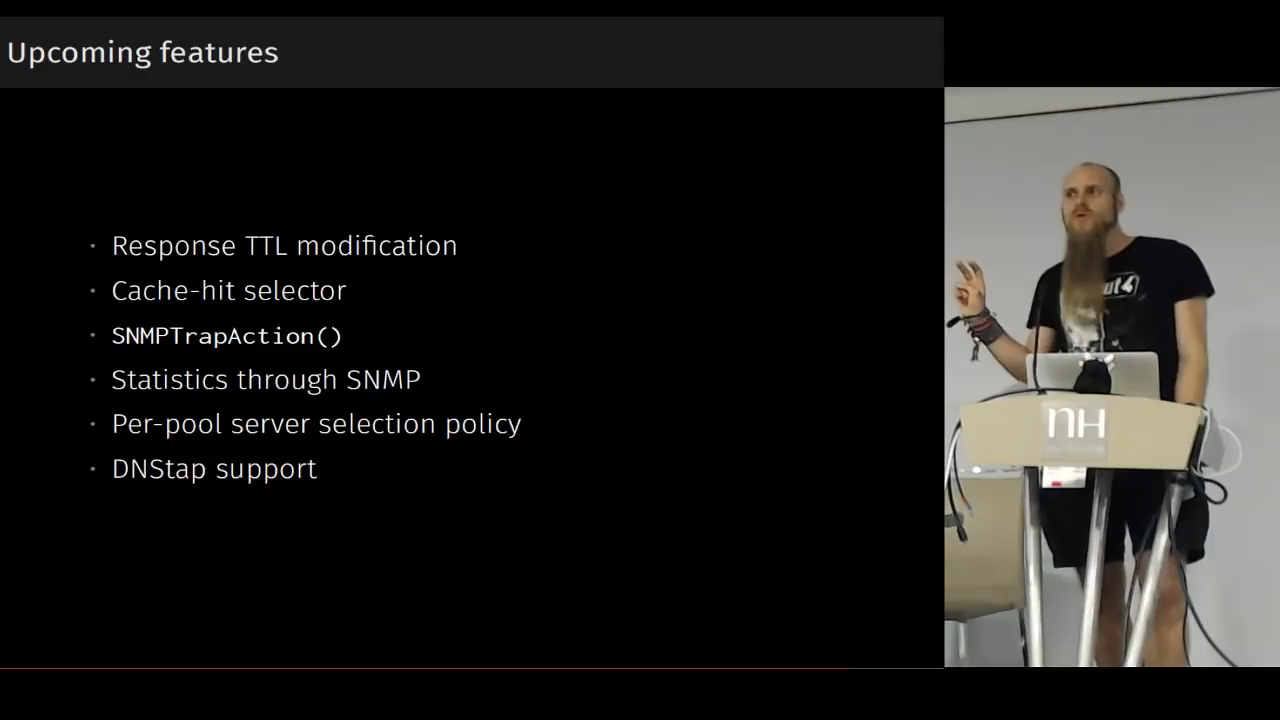 Upcoming features
· Response TTL modification
· Cache-hit selector
· SNMPTrapAction()
· Statistics through SNMP
· Per-pool server selection policy
· DNStap support
nH